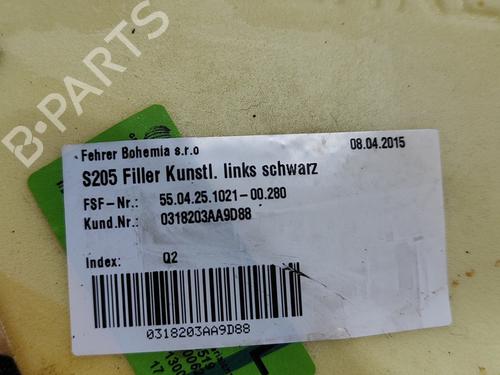 B-PARTS
Fehrer Bohemia s.r.o
08.04.2015
S205 Filler Kunstl. links schwarz
FSF-Nr.: 55.04.25.1021-00.280
Kund.Nr.: 0318203AA9D88
Index: Q2
0318203AA9D88